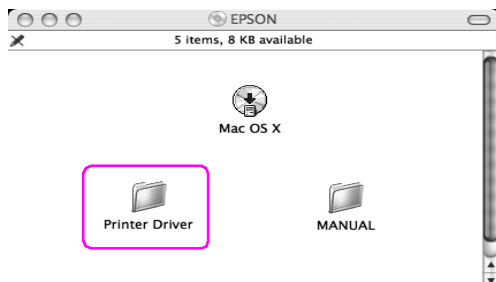 EPSON
5 items, 8 KB available
Mac OS X
Printer Driver
MANUAL